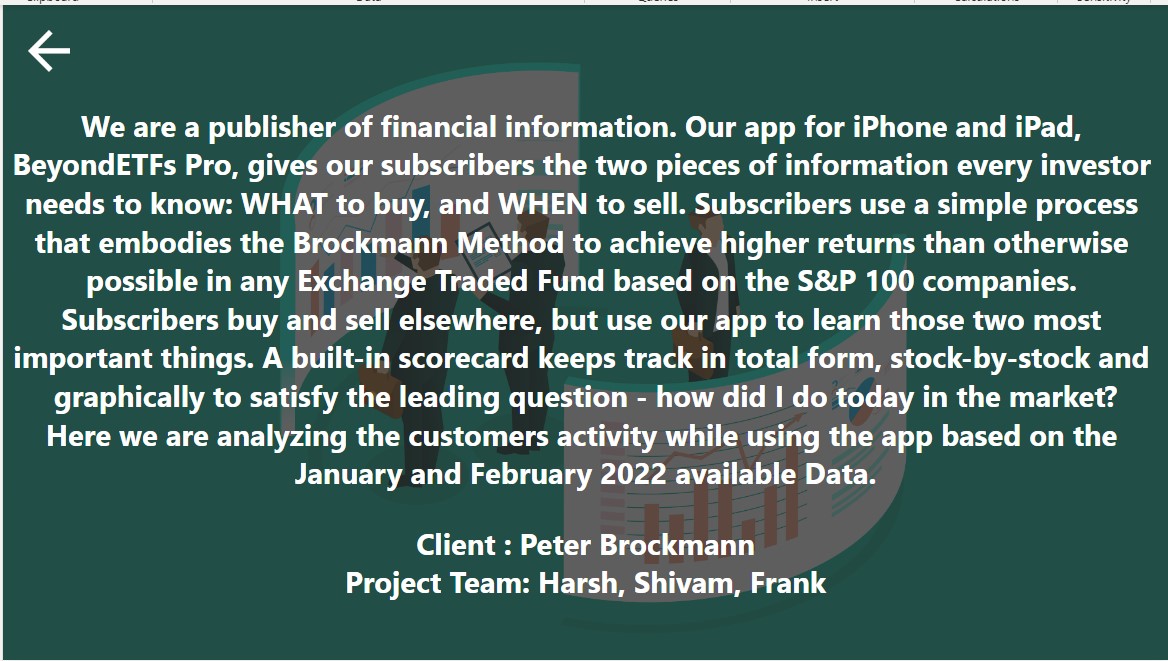 We are a publisher of financial information. Our app for iPhone and iPad,
BeyondETFs Pro, gives our subscribers the two pieces of information every investor
needs to know: WHAT to buy, and WHEN to sell. Subscribers use a simple process
that embodies the Brockmann Method to achieve higher returns than otherwise
possible in any Exchange Traded Fund based on the S&P 100 companies.
Subscribers buy and sell elsewhere, but use our app to learn those two most
important things. A built-in scorecard keeps track in total form, stock-by-stock and
graphically to satisfy the leading question - how did I do today in the market?
Here we are analyzing the customers activity while using the app based on the
January and February 2022 available Data.
Client : Peter Brockmann
Project Team: Harsh, Shivam, Frank